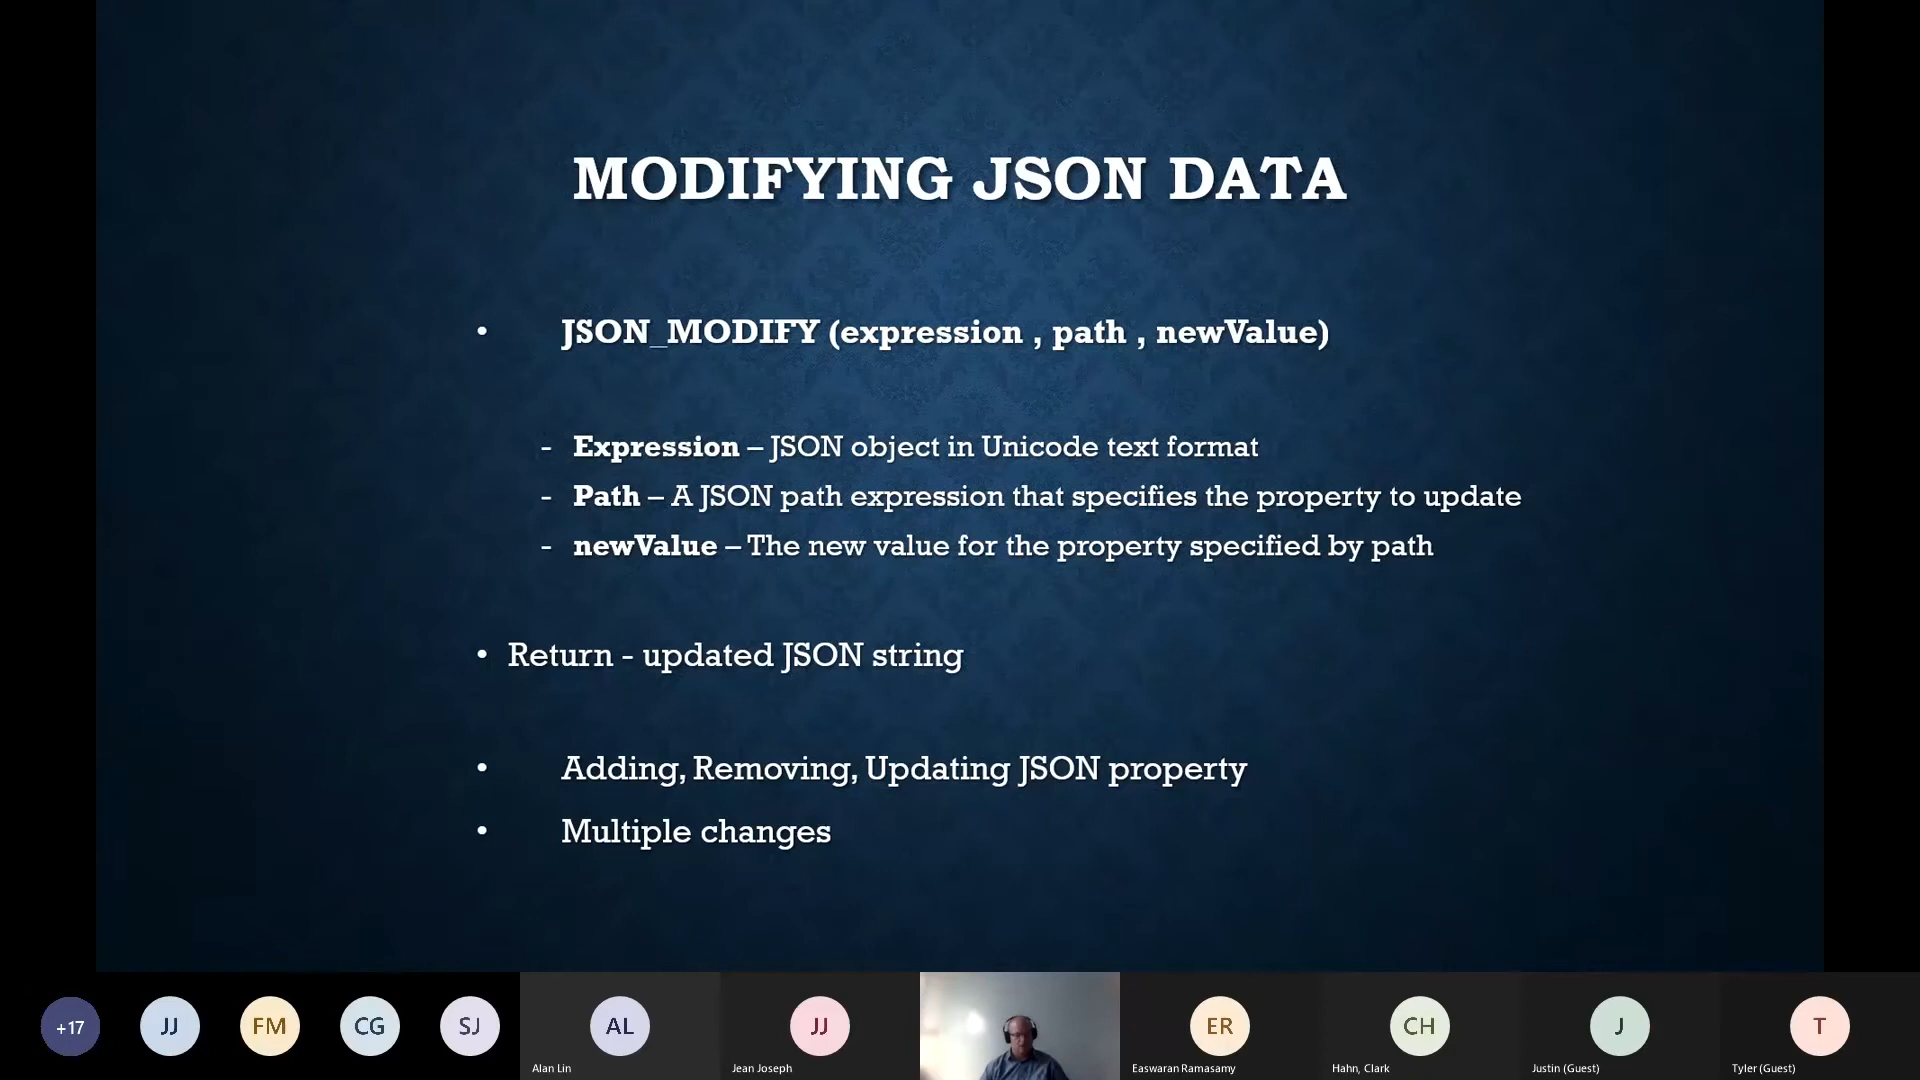 MODIFYING JSON DATA
• JSON_MODIFY (expression , path , newValue)
- Expression – JSON object in Unicode text format
- Path – A JSON path expression that specifies the property to update
- newValue – The new value for the property specified by path
• Return - updated JSON string
• Adding, Removing, Updating JSON property
• Multiple changes
+17
JJ
FM
CG
SJ
AL
Alan Lin
JJ
Jean Joseph
ER
Easwaran Ramasamy
CH
Hahn, Clark
J
Justin (Guest)
T
Tyler (Guest)